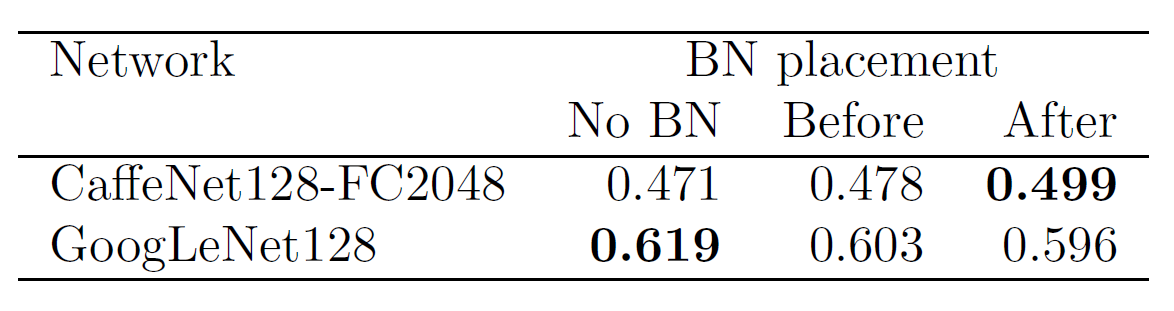 Network BN placement
No BN Before After
CaffeNet128-FC2048 0.471 0.478 0.499
GoogLeNet128 0.619 0.603 0.596